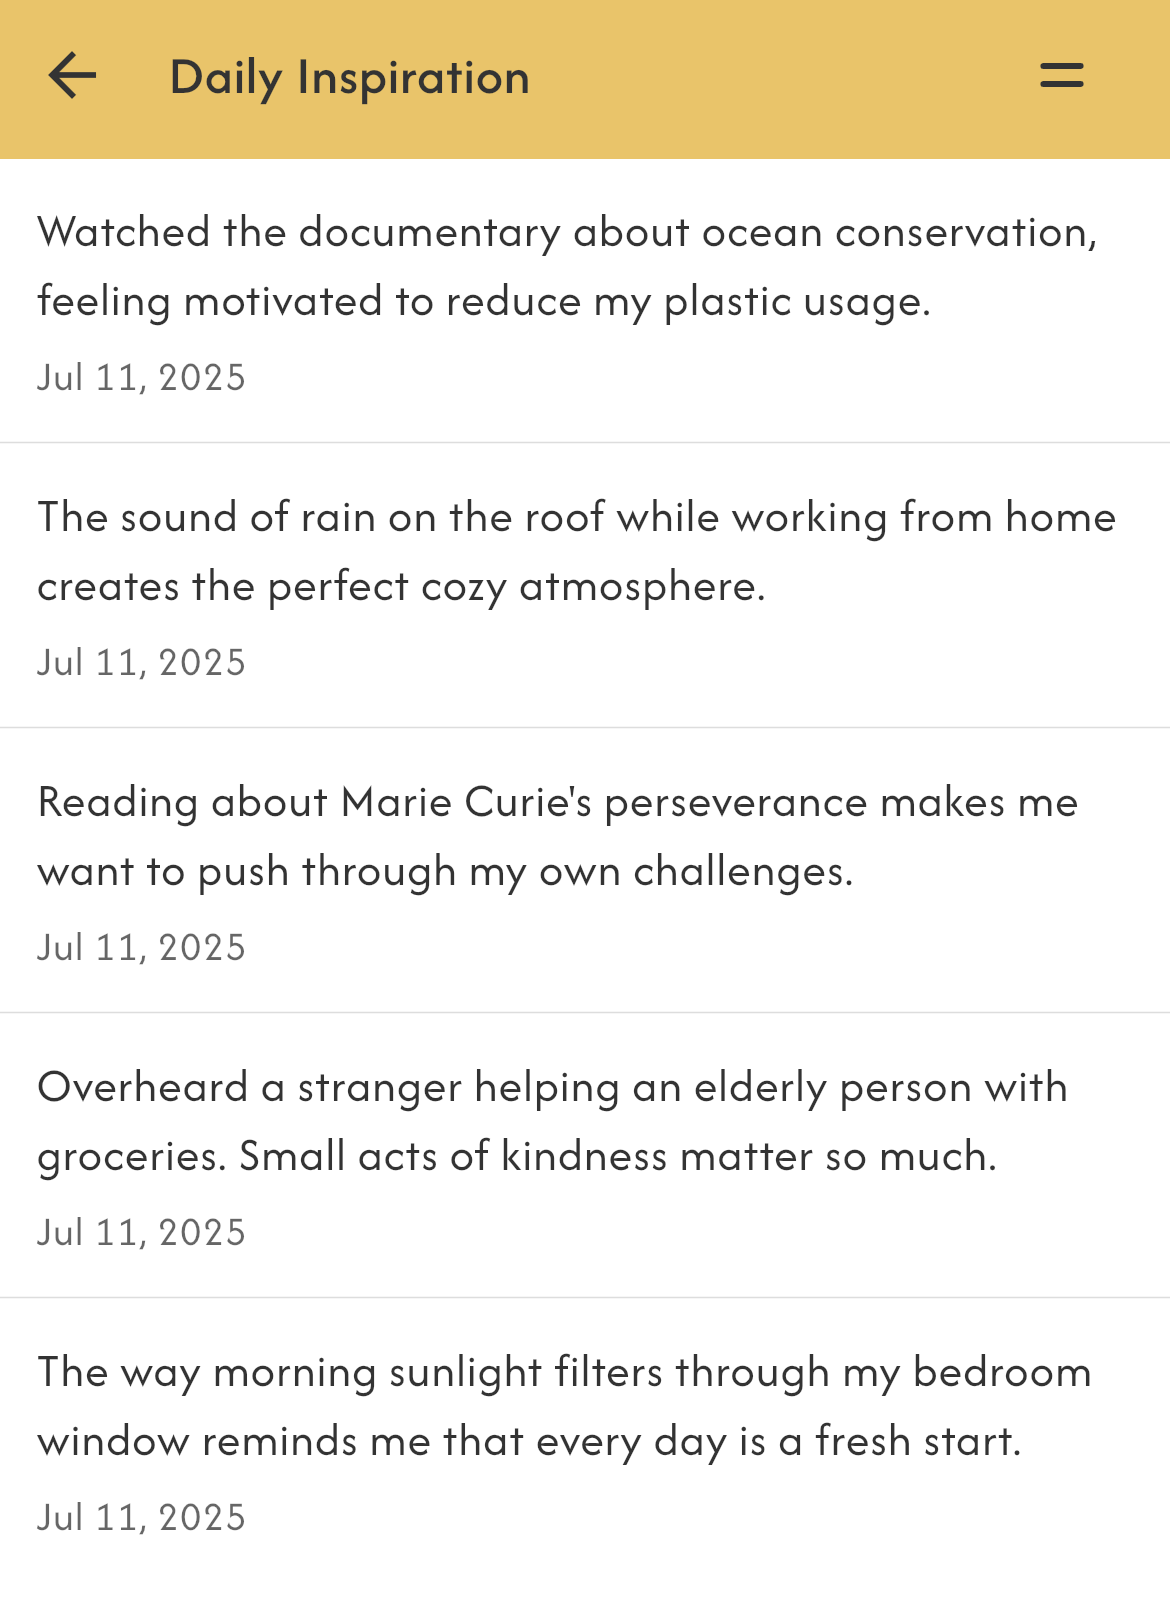 Daily Inspiration
Watched the documentary about ocean conservation,
feeling motivated to reduce my plastic usage.
Jul 11, 2025
The sound of rain on the roof while working from home
creates the perfect cozy atmosphere.
Jul 11, 2025
Reading about Marie Curie's perseverance makes me
want to push through my own challenges.
Jul 11, 2025
Overheard a stranger helping an elderly person with
groceries. Small acts of kindness matter so much.
Jul 11, 2025
The way morning sunlight filters through my bedroom
window reminds me that every day is a fresh start.
Jul 11, 2025